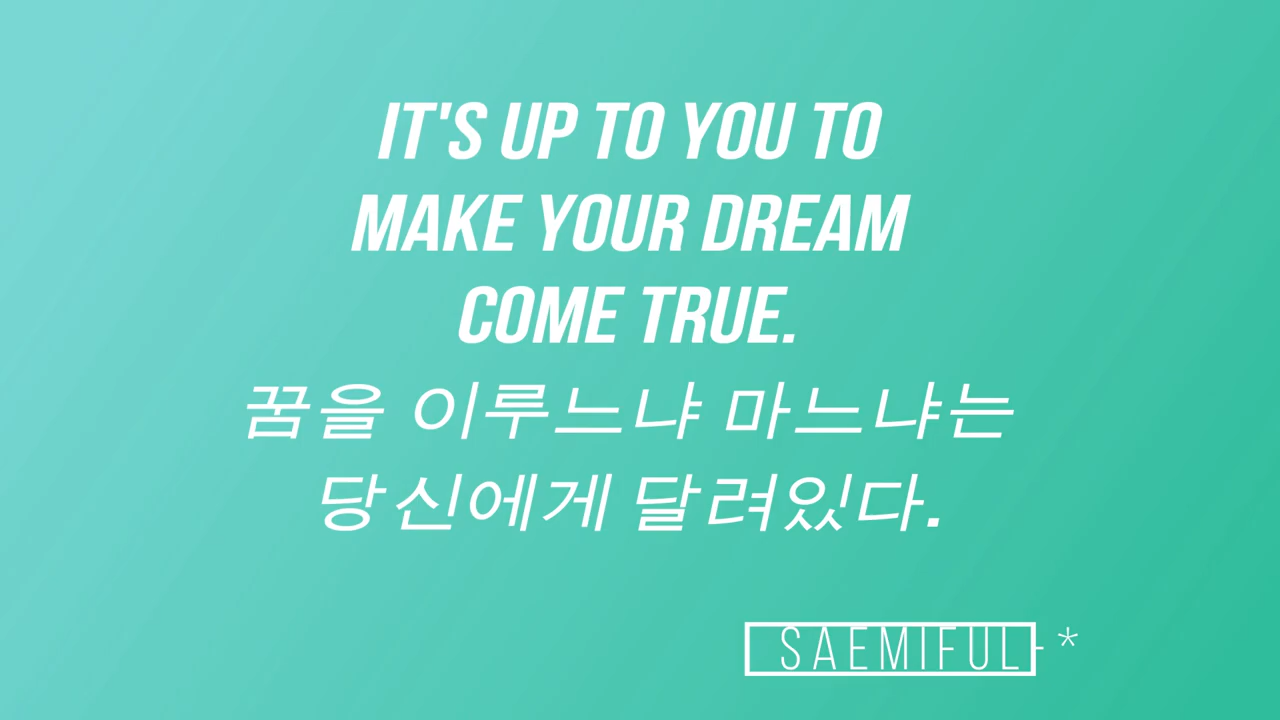 IT'S UP TO YOU TO
MAKE YOUR DREAM
COME TRUE.
꿈을 이루느냐 마느냐는
당신에게 달려있다.
SAEMIFUL-*